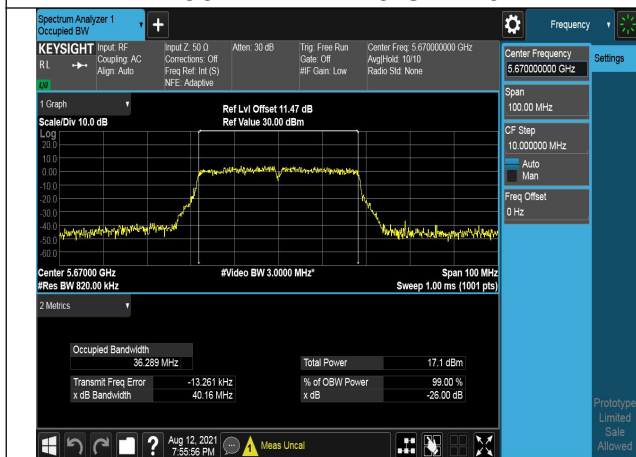 Spectrum Analyzer 1
Occupied BW
+
Frequency
KEYSIGHT
RL
LXI
Input: RF
Coupling: AC
Align: Auto
Input Z: 50 Ω
Corrections: Off
Freq Ref: Int (S)
NFE: Adaptive
Atten: 30 dB
Trig: Free Run
Gate: Off
#IF Gain: Low
Center Freq: 5.670000000 GHz
Avg|Hold: 10/10
Radio Std: None
Center Frequency
5.670000000 GHz
Settings
Span
100.00 MHz
CF Step
10.000000 MHz
Auto
Man
Freq Offset
0 Hz
1 Graph
Scale/Div 10.0 dB
Ref Lvl Offset 11.47 dB
Ref Value 30.00 dBm
Log
20.0
10.0
0.00
-10.0
-20.0
-30.0
-40.0
-50.0
-60.0
Center 5.67000 GHz
#Video BW 3.0000 MHz*
Span 100 MHz
#Res BW 820.00 kHz
Sweep 1.00 ms (1001 pts)
2 Metrics
Occupied Bandwidth
36.289 MHz
Total Power 17.1 dBm
Transmit Freq Error -13.261 kHz
% of OBW Power 99.00 %
x dB Bandwidth 40.16 MHz
x dB -26.00 dB
Prototype
Limited
Sale
Allowed
?
Aug 12, 2021
7:55:56 PM
1
Meas Uncal